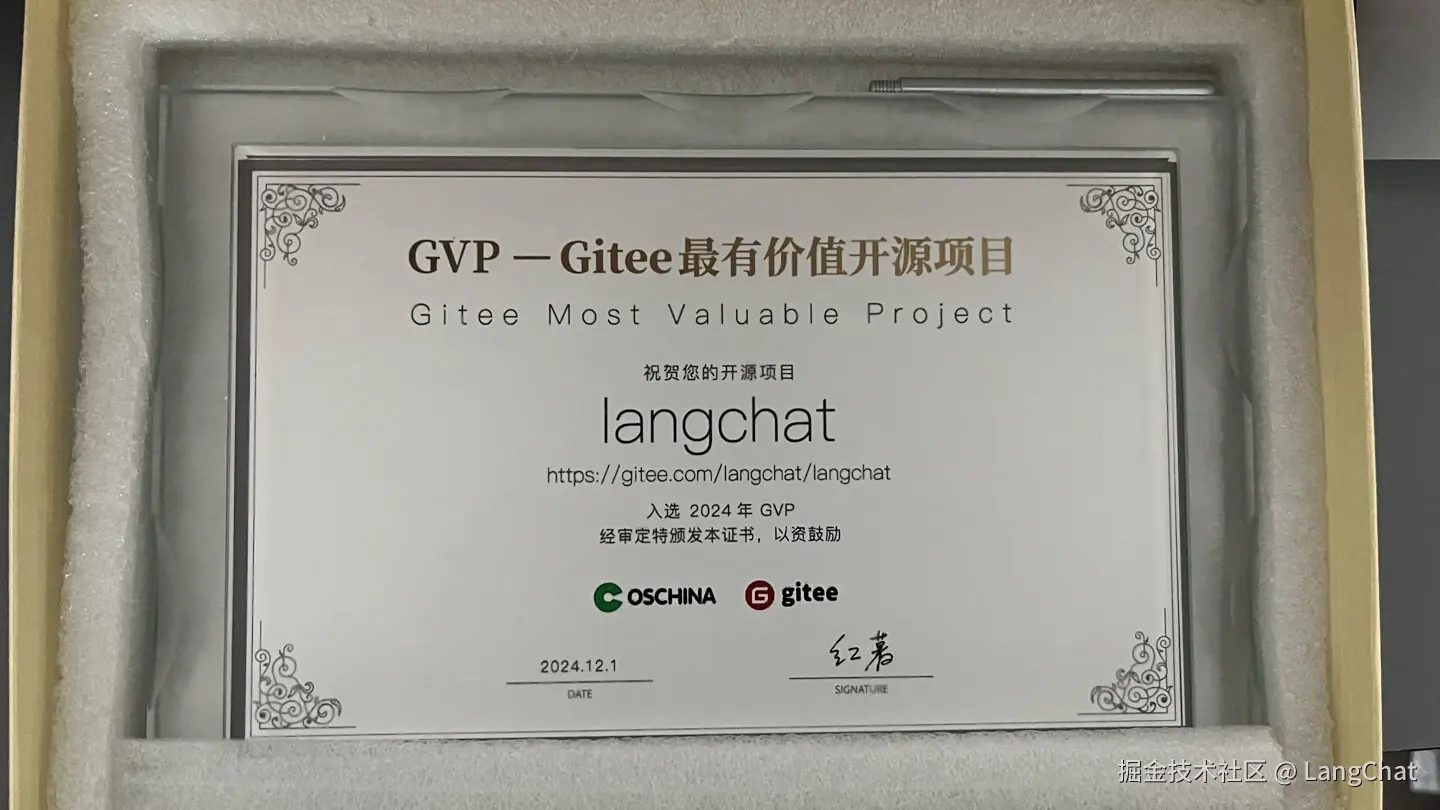 GVP — Gitee最有价值开源项目
Gitee Most Valuable Project
祝贺您的开源项目
langchat
https://gitee.com/langchat/langchat
入选 2024 年 GVP
经审定特颁发本证书，以资鼓励
OSCHINA gitee
2024.12.1 红薯
DATE SIGNATURE
掘金技术社区 @ LangChat